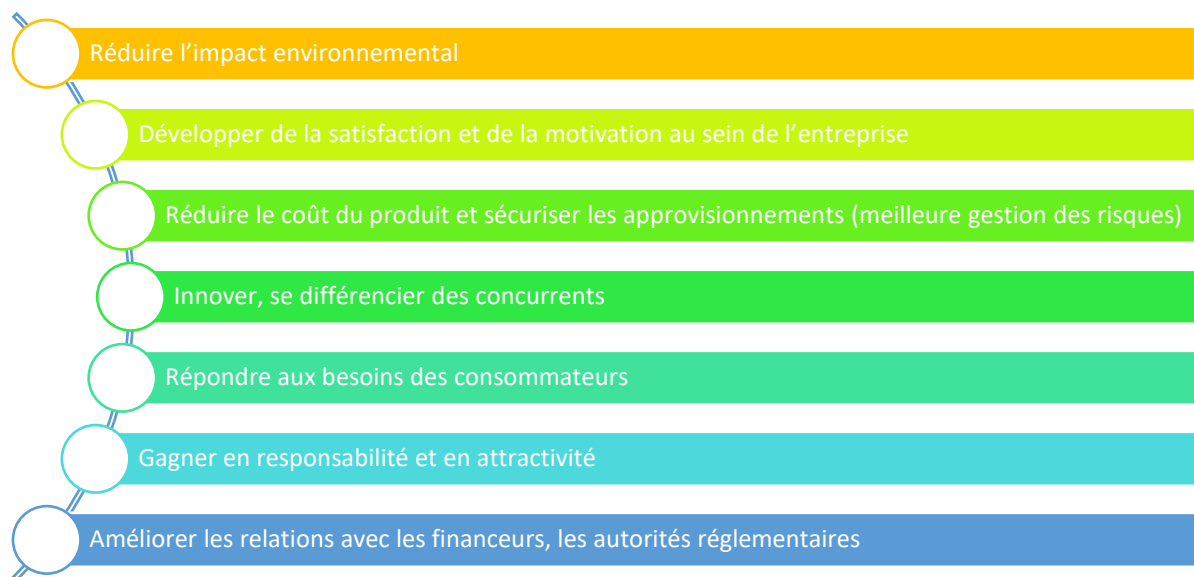 Réduire l’impact environnemental
Développer de la satisfaction et de la motivation au sein de l’entreprise
Réduire le coût du produit et sécuriser les approvisionnements (meilleure gestion des risques)
Innover, se différencier des concurrents
Répondre aux besoins des consommateurs
Gagner en responsabilité et en attractivité
Améliorer les relations avec les financeurs, les autorités réglementaires